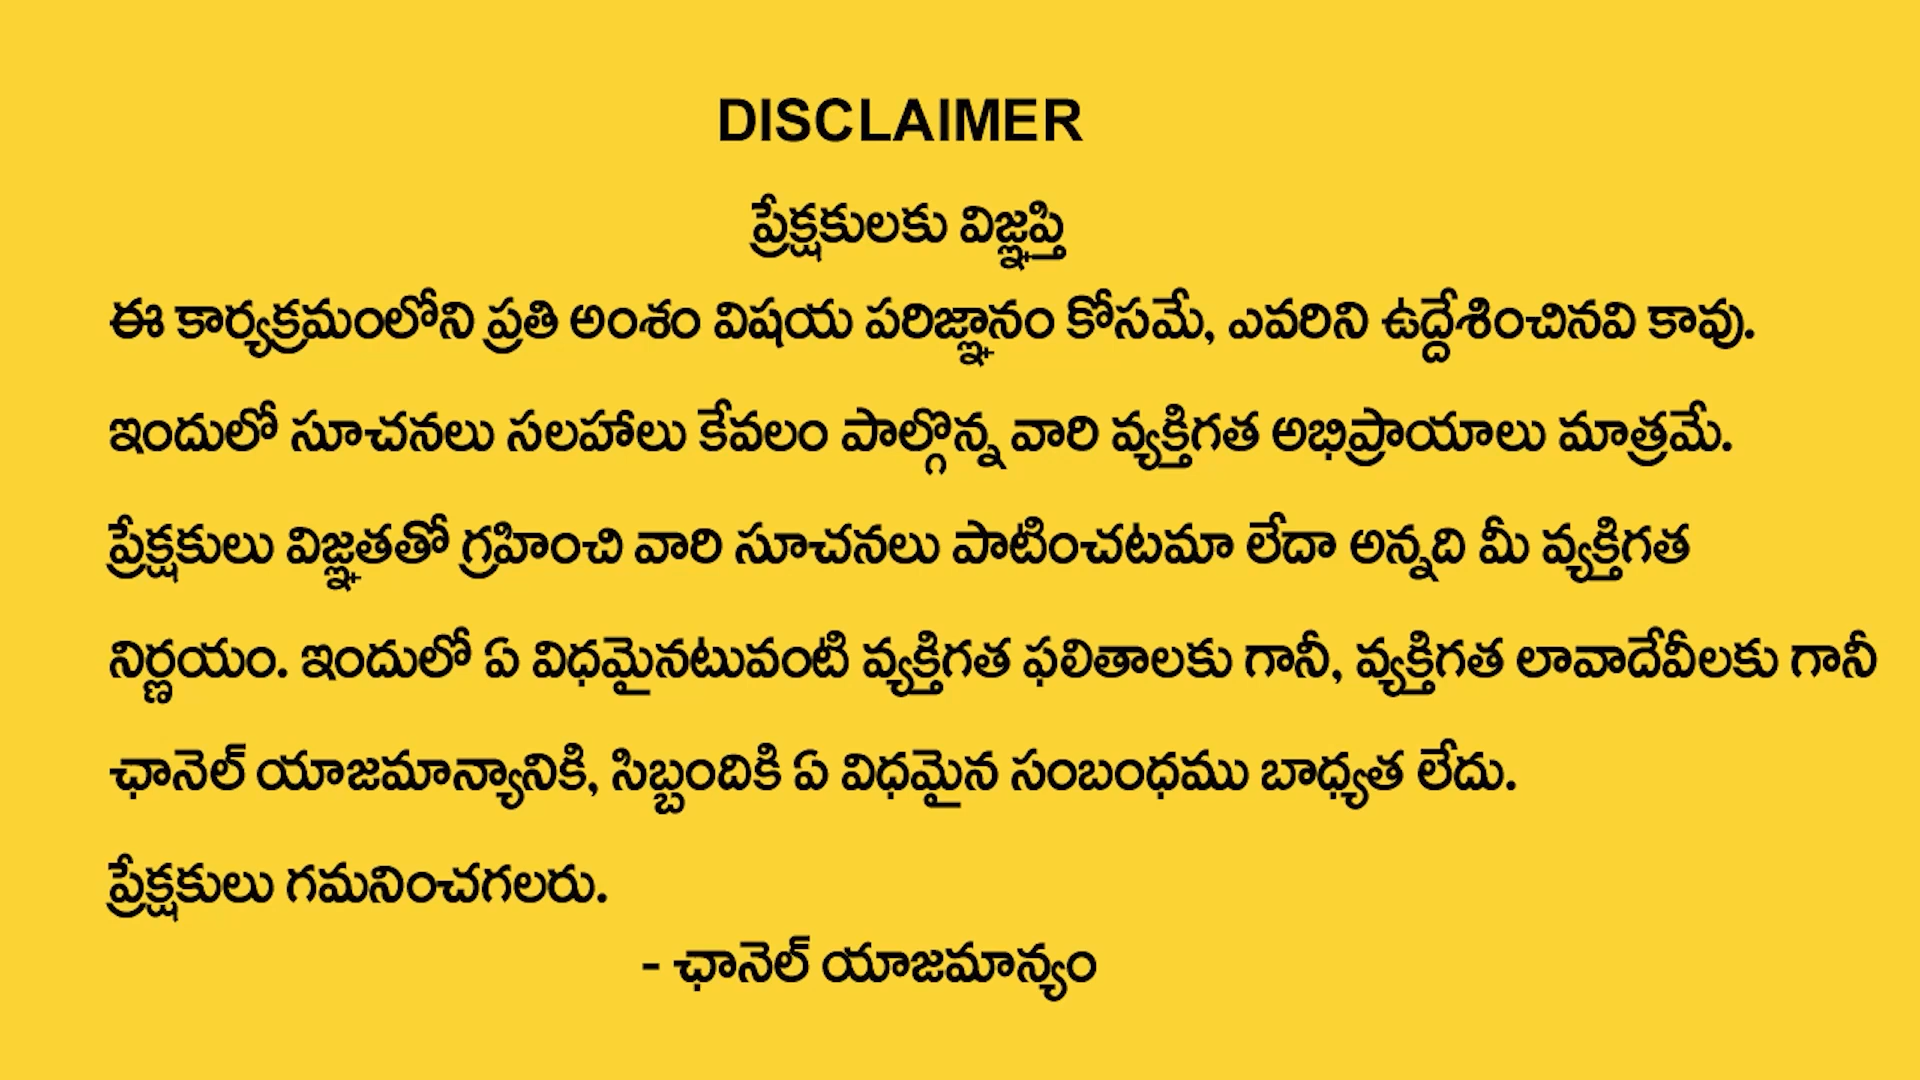 DISCLAIMER
ప్రేక్షకులకు విజ్ఞప్తి
ఈ కార్యక్రమంలోని ప్రతి అంశం విషయ పరిజ్ఞానం కోసమే, ఎవరిని ఉద్దేశించినవి కావు.
ఇందులో సూచనలు సలహాలు కేవలం పాల్గొన్న వారి వ్యక్తిగత అభిప్రాయాలు మాత్రమే.
ప్రేక్షకులు విజ్ఞతతో గ్రహించి వారి సూచనలు పాటించటమా లేదా అన్నది మీ వ్యక్తిగత
నిర్ణయం. ఇందులో ఏ విధమైనటువంటి వ్యక్తిగత ఫలితాలకు గానీ, వ్యక్తిగత లావాదేవీలకు గానీ
ఛానెల్ యాజమాన్యానికి, సిబ్బందికి ఏ విధమైన సంబంధము బాధ్యత లేదు.
ప్రేక్షకులు గమనించగలరు.
- ఛానెల్ యాజమాన్యం